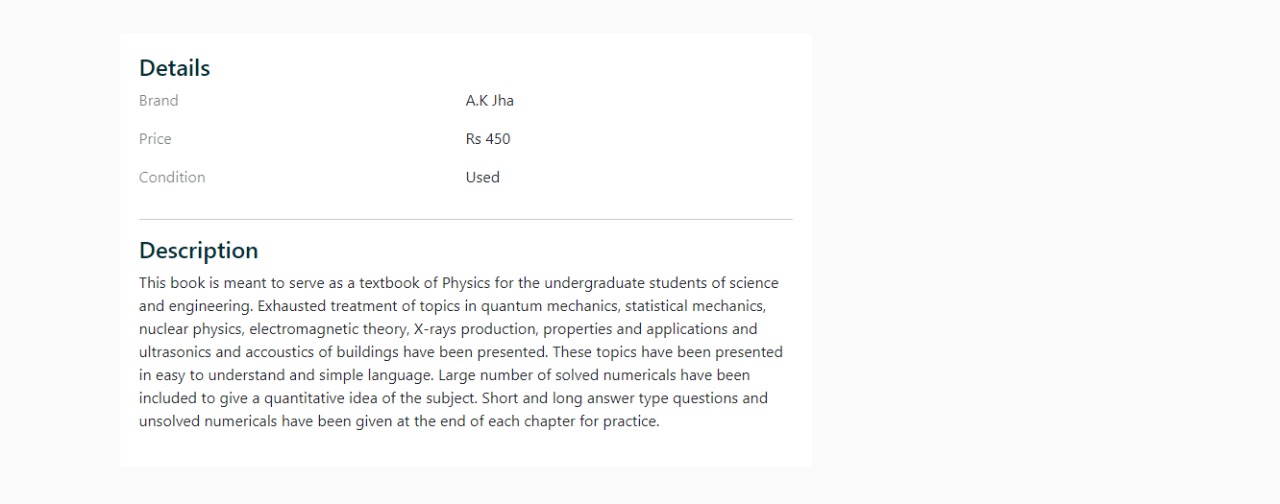 Details
Brand A.K Jha
Price Rs 450
Condition Used
Description
This book is meant to serve as a textbook of Physics for the undergraduate students of science
and engineering. Exhausted treatment of topics in quantum mechanics, statistical mechanics,
nuclear physics, electromagnetic theory, X-rays production, properties and applications and
ultrasonics and accoustics of buildings have been presented. These topics have been presented
in easy to understand and simple language. Large number of solved numericals have been
included to give a quantitative idea of the subject. Short and long answer type questions and
unsolved numericals have been given at the end of each chapter for practice.